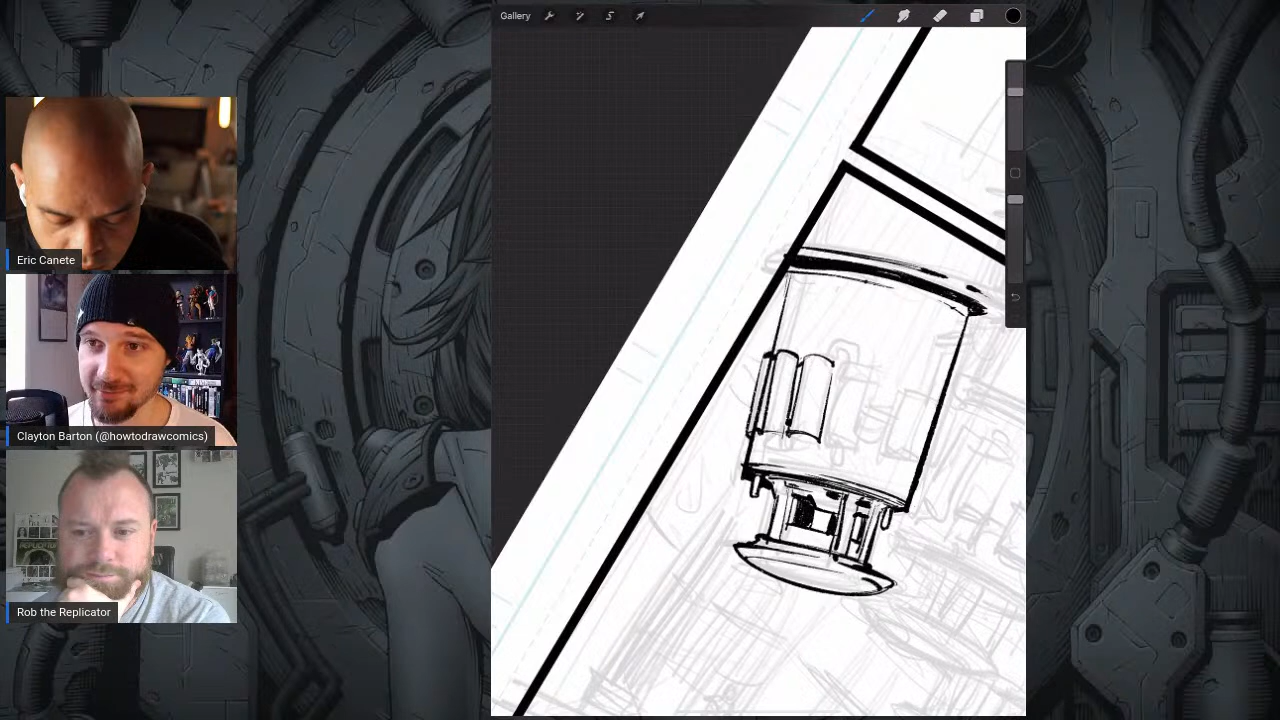 Gallery
Eric Canete
Clayton Barton (@howtodrawcomics)
Rob the Replicator